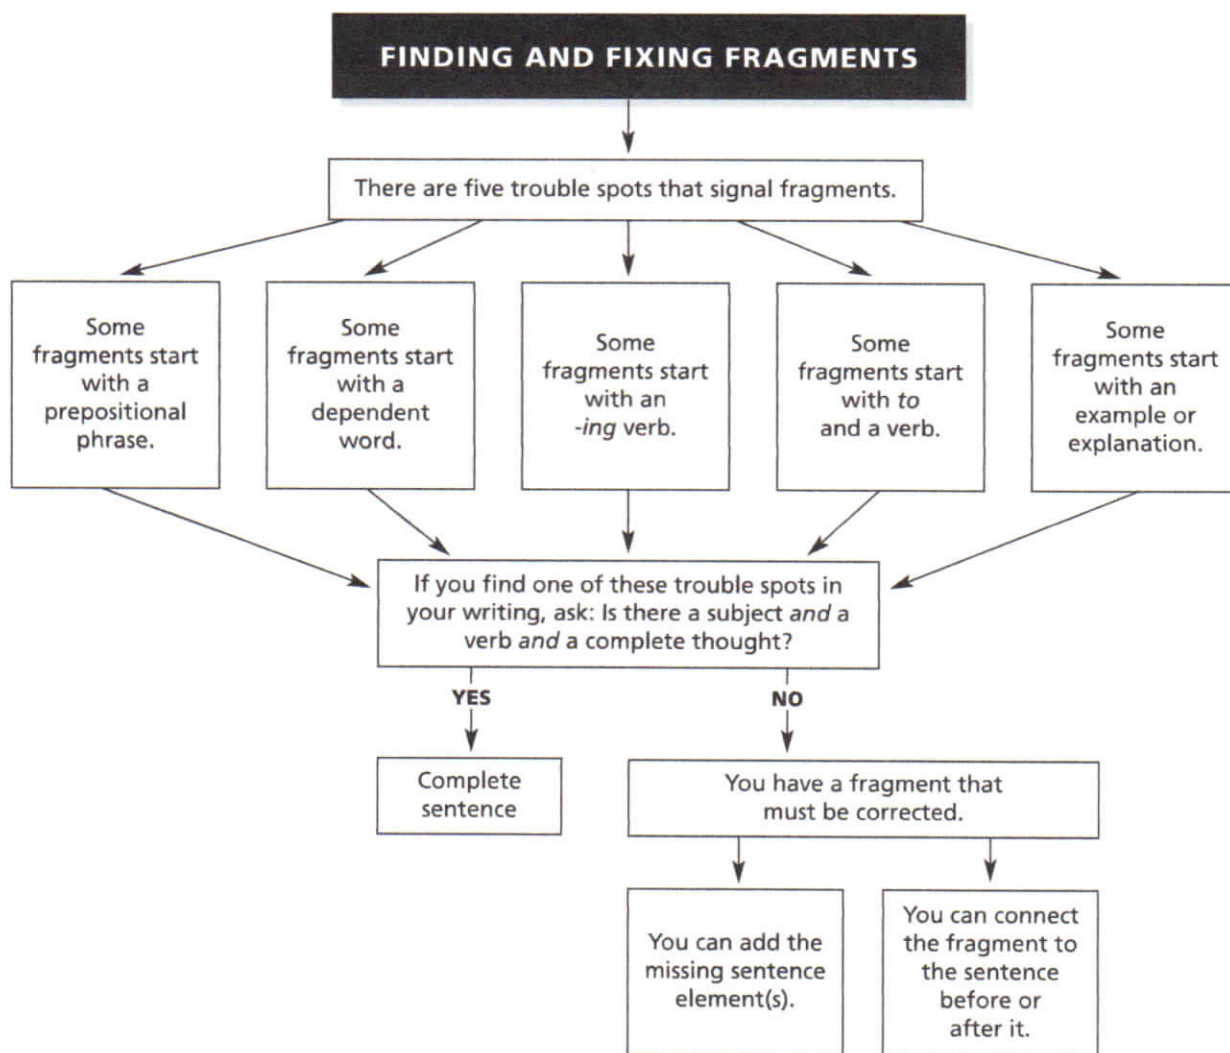 FINDING AND FIXING FRAGMENTS
There are five trouble spots that signal fragments.
Some
fragments start
with a
prepositional
phrase.
Some
fragments start
with a
dependent
word.
Some
fragments start
with an
-ing verb.
Some
fragments start
with to
and a verb.
Some
fragments start
with an
example or
explanation.
If you find one of these trouble spots in
your writing, ask: Is there a subject and a
verb and a complete thought?
YES
NO
Complete
sentence
You have a fragment that
must be corrected.
You can add the
missing sentence
element(s).
You can connect
the fragment to
the sentence
before or
after it.